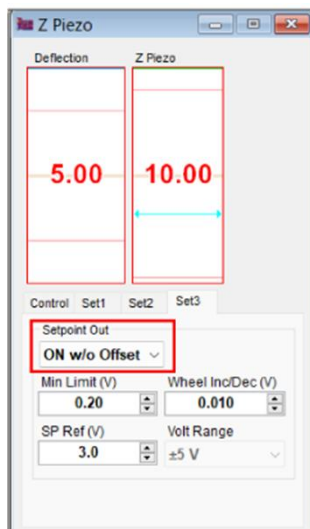 Z Piezo
Deflection Z Piezo
5.00 10.00
Control Set1 Set2 Set3
Setpoint Out
ON w/o Offset
Min Limit (V) Wheel Inc/Dec (V)
0.20 0.010
SP Ref (V) Volt Range
3.0 ±5 V